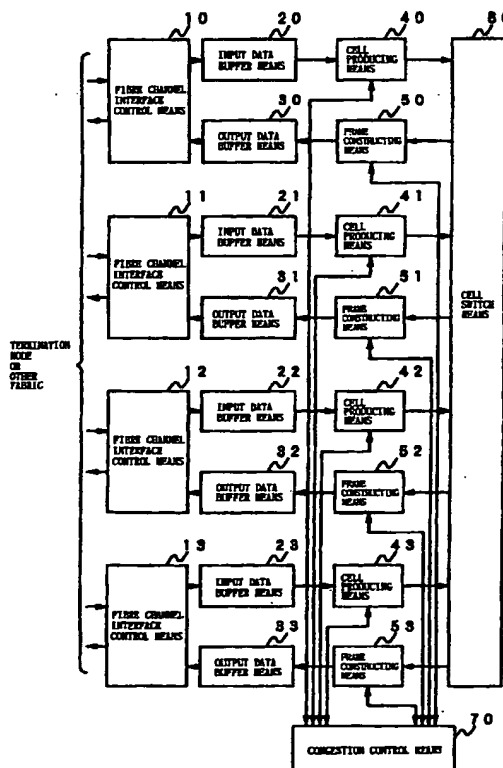 10
20
40
60
FIBRE CHANNEL
INTERFACE
CONTROL MEANS
INPUT DATA
BUFFER MEANS
CELL
PRODUCING
MEANS
30
50
OUTPUT DATA
BUFFER MEANS
FRAME
CONSTRUCTING
MEANS
11
21
41
FIBRE CHANNEL
INTERFACE
CONTROL MEANS
INPUT DATA
BUFFER MEANS
CELL
PRODUCING
MEANS
31
51
OUTPUT DATA
BUFFER MEANS
FRAME
CONSTRUCTING
MEANS
TERMINATION
NODE
OR
OTHER
FABRIC
CELL
SWITCH
MEANS
12
22
42
FIBRE CHANNEL
INTERFACE
CONTROL MEANS
INPUT DATA
BUFFER MEANS
CELL
PRODUCING
MEANS
32
52
OUTPUT DATA
BUFFER MEANS
FRAME
CONSTRUCTING
MEANS
13
23
43
FIBRE CHANNEL
INTERFACE
CONTROL MEANS
INPUT DATA
BUFFER MEANS
CELL
PRODUCING
MEANS
33
53
OUTPUT DATA
BUFFER MEANS
FRAME
CONSTRUCTING
MEANS
70
CONGESTION CONTROL MEANS